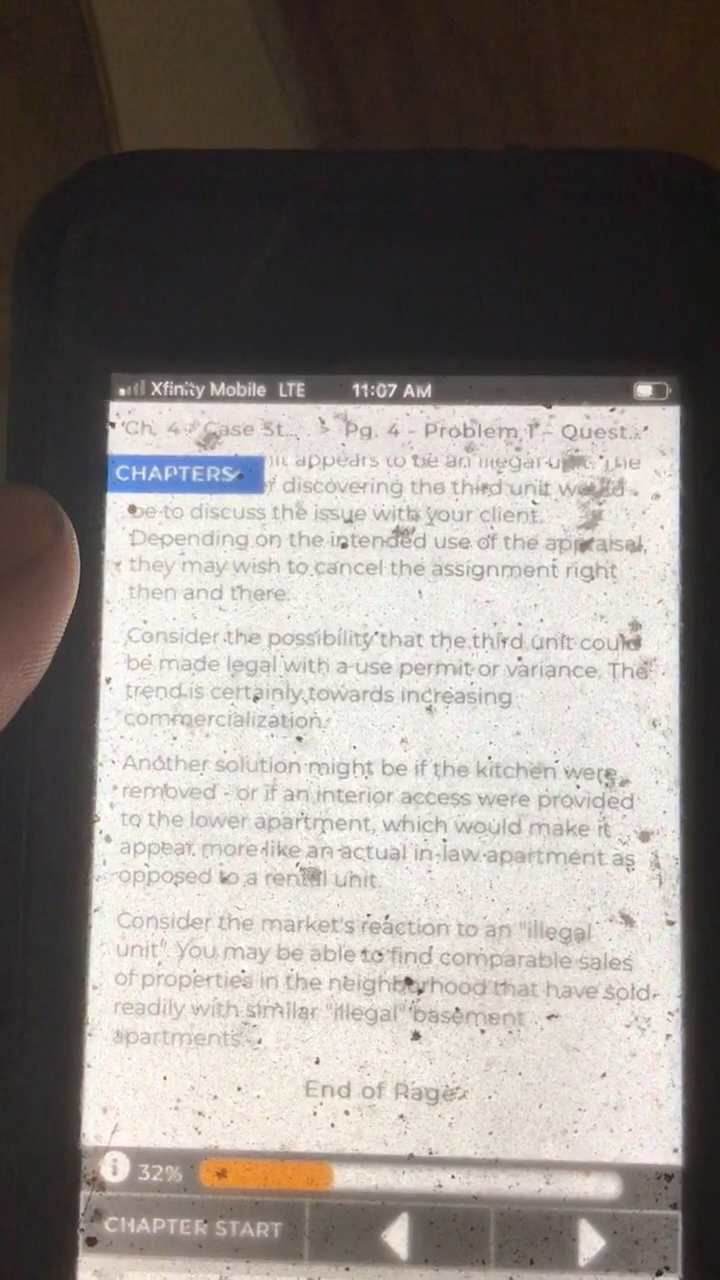 Xfinity Mobile LTE 11:07 AM
Ch. 4 - Case St... > Pg. 4 - Problem 1 - Quest...
CHAPTERS
appears to be an illegal unit. The
discovering the third unit would
be to discuss the issue with your client.
Depending on the intended use of the appraisal,
they may wish to cancel the assignment right
then and there.
Consider the possibility that the third unit could
be made legal with a use permit or variance. The
trend is certainly towards increasing
commercialization.
Another solution might be if the kitchen were
removed - or if an interior access were provided
to the lower apartment, which would make it
appear more like an actual in-law apartment as
opposed to a rental unit.
Consider the market's reaction to an "illegal
unit". You may be able to find comparable sales
of properties in the neighborhood that have sold
readily with similar "illegal" basement
apartments.
End of Page
32%
CHAPTER START